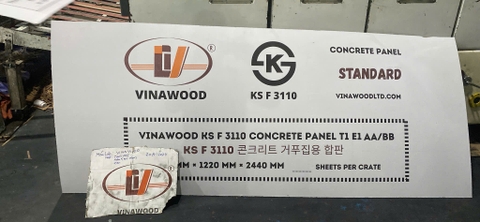 CONCRETE PANEL
STANDARD
VINAWOODLTD.COM
VINAWOOD
KS F 3110
VINAWOOD KS F 3110 CONCRETE PANEL T1 E1 AA/BB
KS F 3110 콘크리트 거푸집용 합판
MM × 1220 MM × 2440 MM SHEETS PER CRATE
VINAWOOD